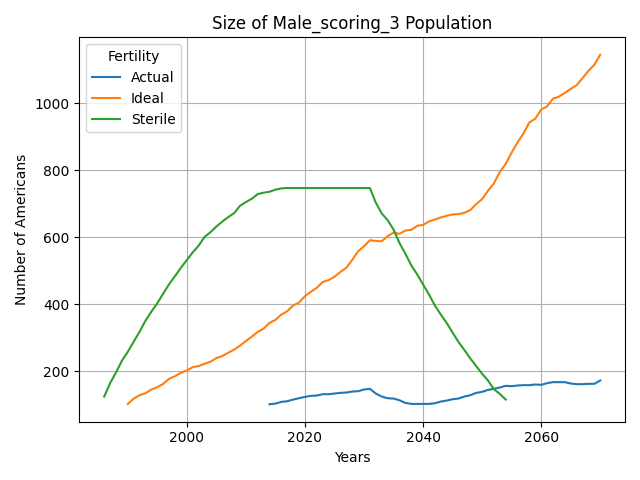 Size of Male_scoring_3 Population
Fertility
Actual
Ideal
Sterile
Number of Americans
1000
800
600
400
200
2000
2020
2040
2060
Years